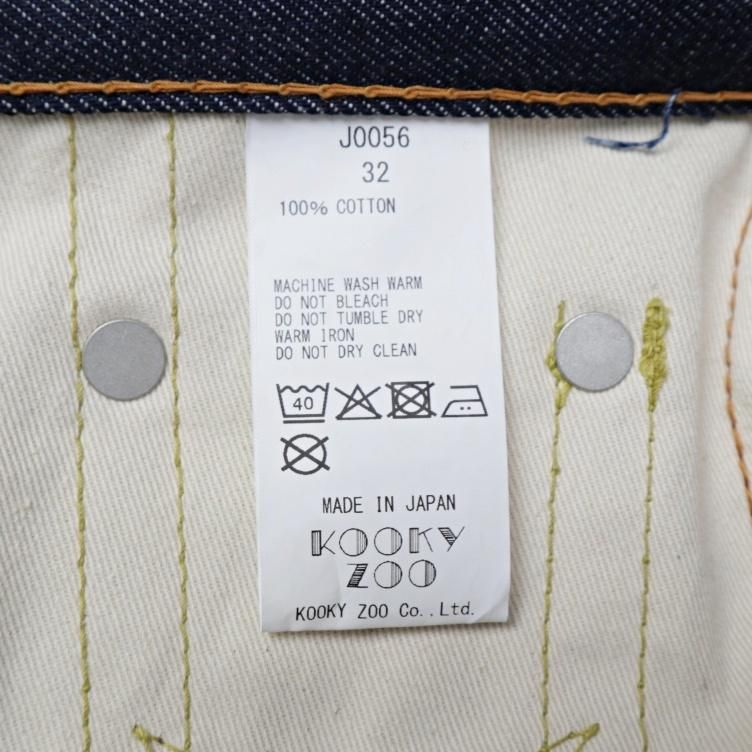 J0056
32
100% COTTON
MACHINE WASH WARM
DO NOT BLEACH
DO NOT TUMBLE DRY
WARM IRON
DO NOT DRY CLEAN
40
MADE IN JAPAN
KOOKY
ZOO
KOOKY ZOO Co.,Ltd.